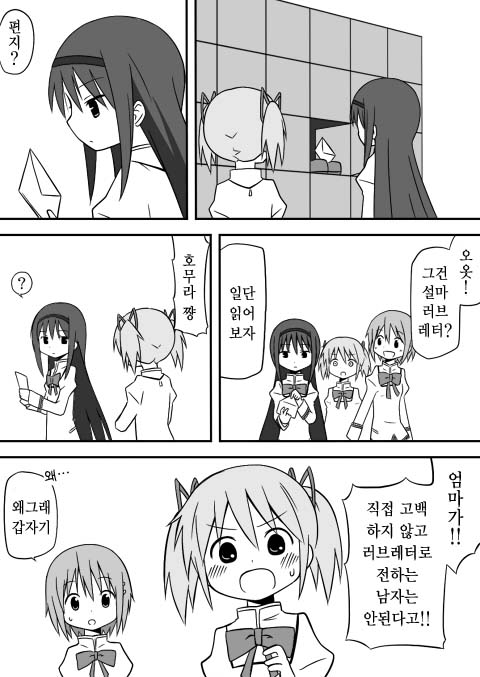 편지?
오옷!
그건
설마
러브
레터?
일단
읽어
보자
호무라 쨩
?
엄마가!!
직접 고백
하지 않고
러브레터로
전하는
남자는
안된다고!!
왜…
왜그래
갑자기